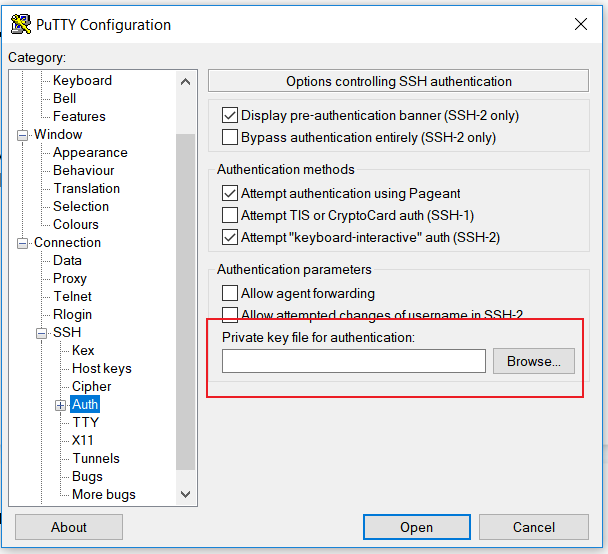 PuTTY Configuration
Category:
Keyboard
Bell
Features
Window
Appearance
Behaviour
Translation
Selection
Colours
Connection
Data
Proxy
Telnet
Rlogin
SSH
Kex
Host keys
Cipher
Auth
TTY
X11
Tunnels
Bugs
More bugs
Options controlling SSH authentication
Display pre-authentication banner (SSH-2 only)
Bypass authentication entirely (SSH-2 only)
Authentication methods
Attempt authentication using Pageant
Attempt TIS or CryptoCard auth (SSH-1)
Attempt "keyboard-interactive" auth (SSH-2)
Authentication parameters
Allow agent forwarding
Allow attempted changes of username in SSH-2
Private key file for authentication:
Browse...
About
Open
Cancel